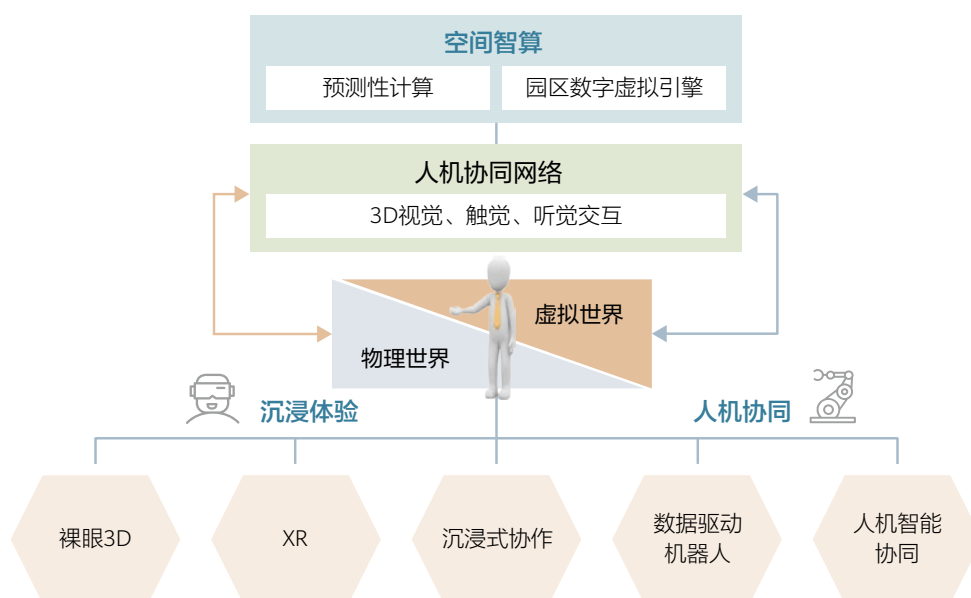 空间智算
预测性计算
园区数字虚拟引擎
人机协同网络
3D视觉、触觉、听觉交互
虚拟世界
物理世界
沉浸体验
人机协同
裸眼3D
XR
沉浸式协作
数据驱动
机器人
人机智能
协同